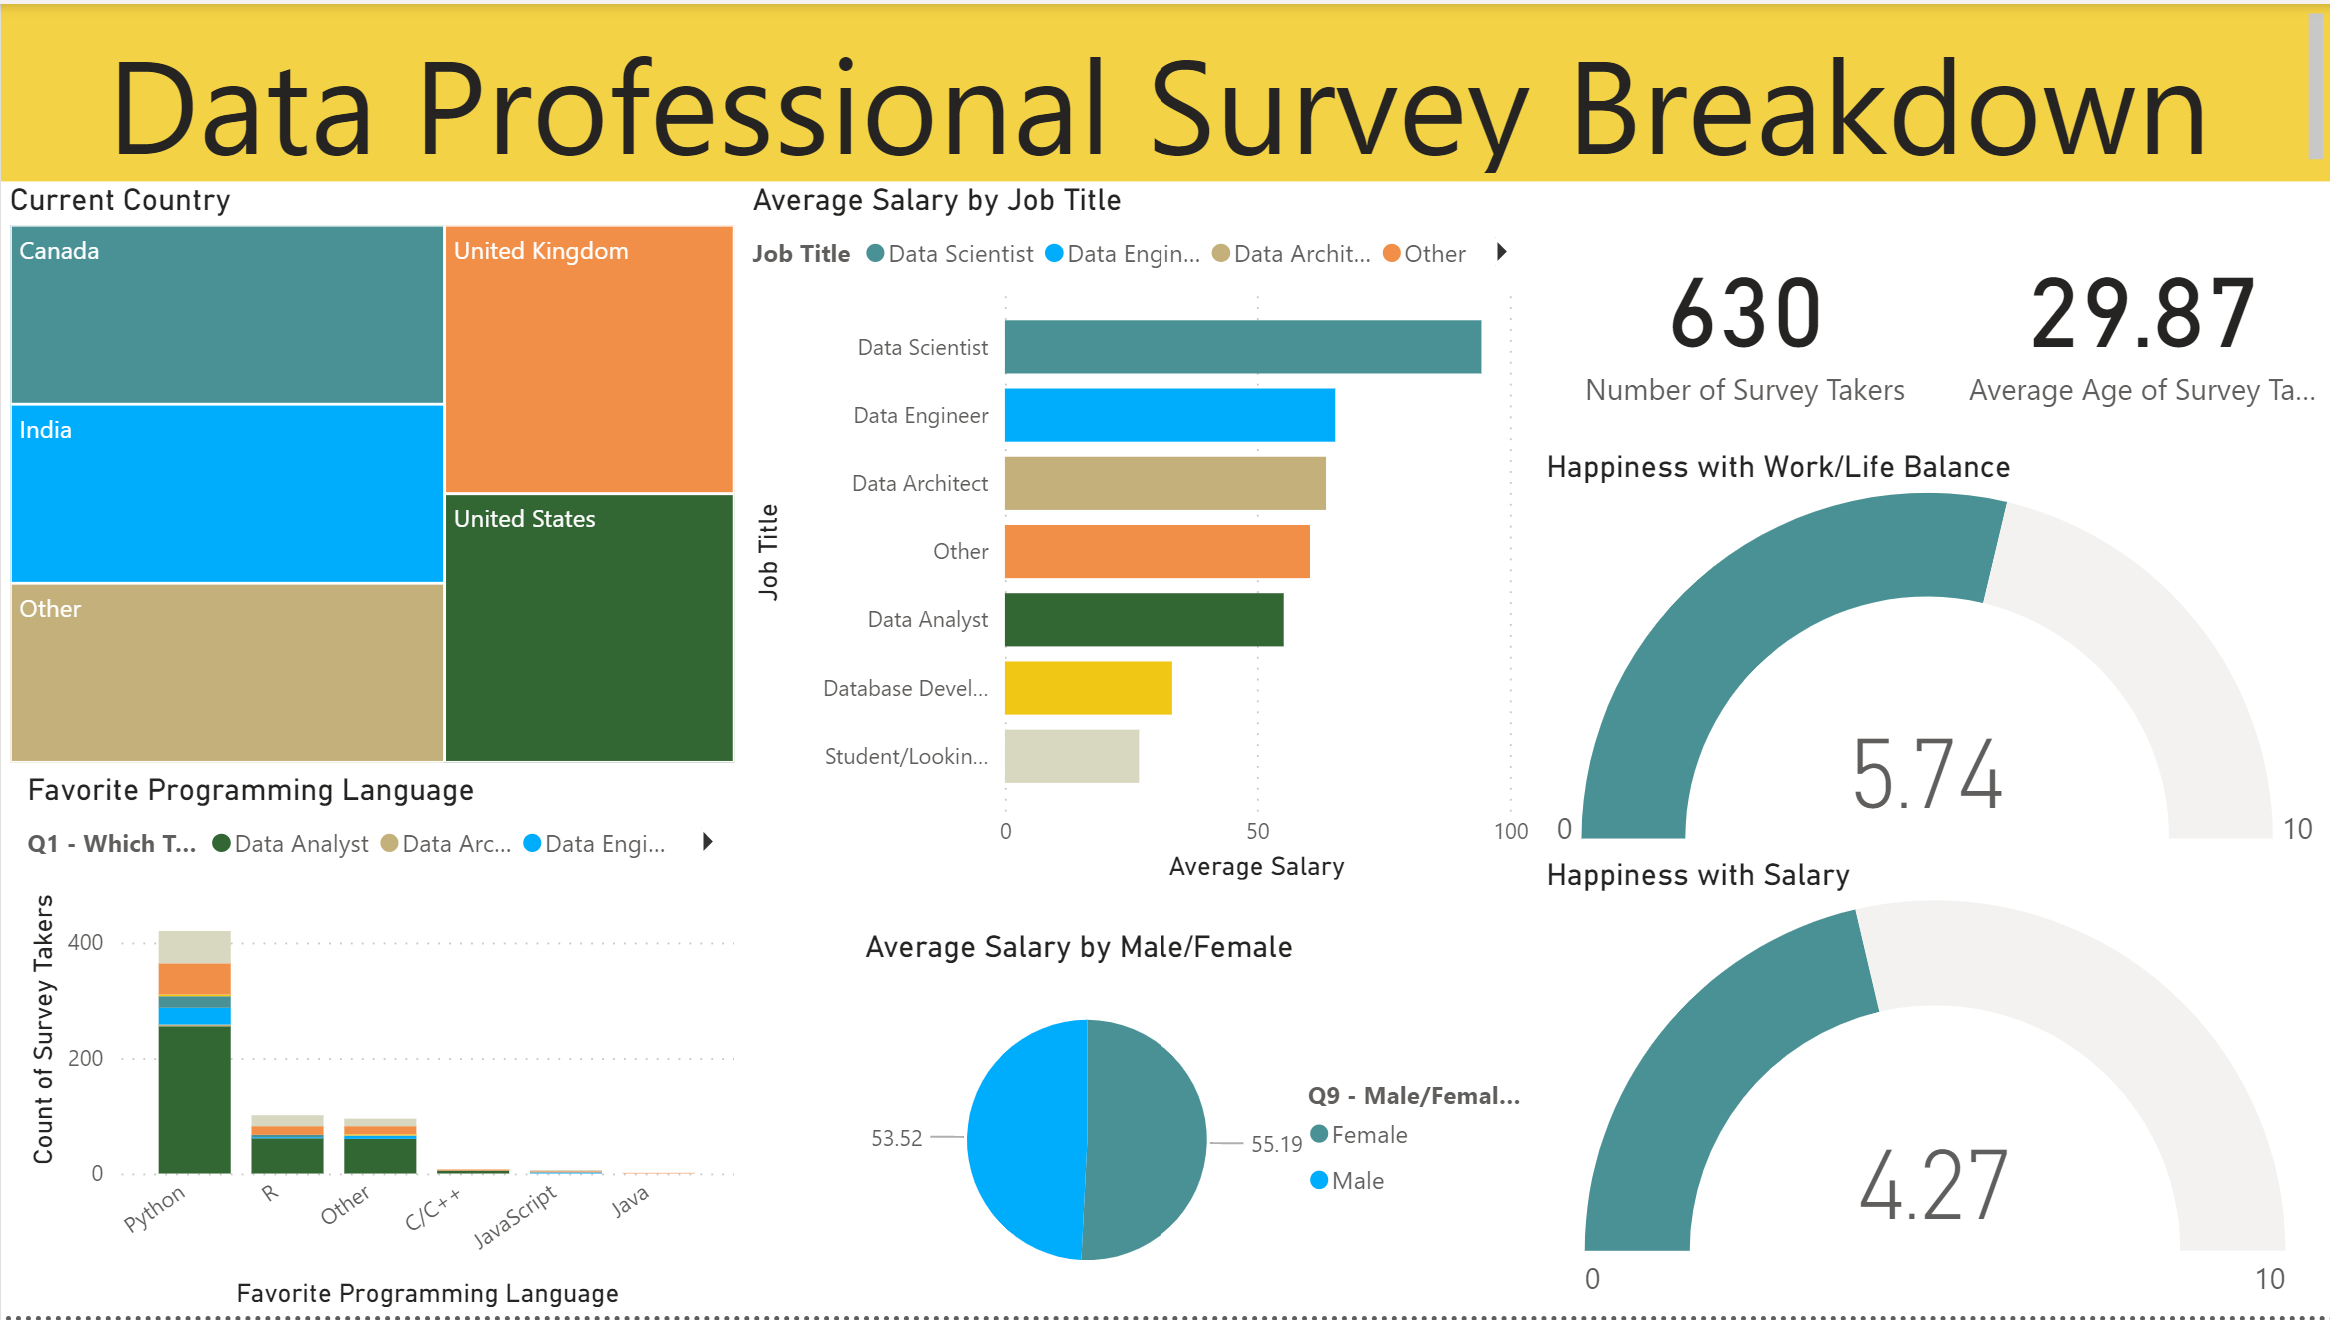 Data Professional Survey Breakdown
Current Country
Canada
United Kingdom
India
United States
Other
Average Salary by Job Title
Job Title Data Scientist Data Engin... Data Archit... Other
Job Title
Data Scientist
Data Engineer
Data Architect
Other
Data Analyst
Database Devel...
Student/Lookin...
0 50 100
Average Salary
630
Number of Survey Takers
29.87
Average Age of Survey Ta...
Happiness with Work/Life Balance
5.74
0 10
Favorite Programming Language
Q1 - Which T... Data Analyst Data Arc... Data Engi...
Count of Survey Takers
400
200
0
Python R Other C/C++ JavaScript Java
Favorite Programming Language
Average Salary by Male/Female
53.52
55.19
Q9 - Male/Femal...
Female
Male
Happiness with Salary
4.27
0 10